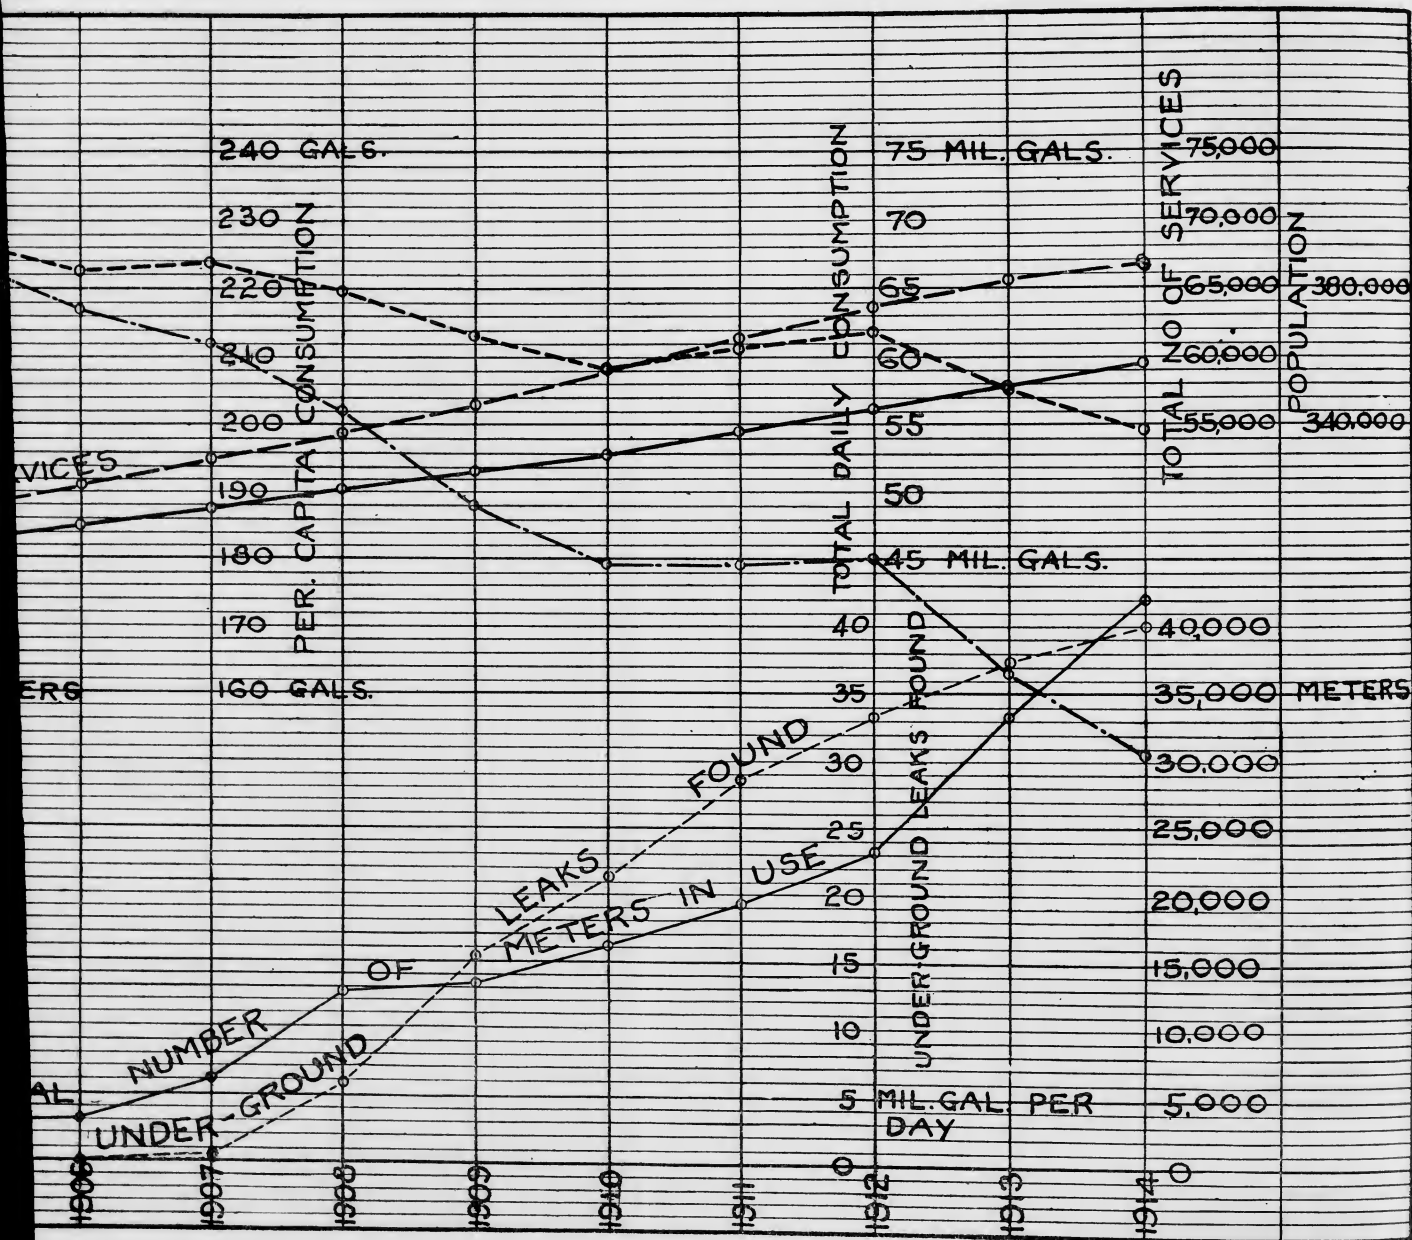 240 GALS.
230
220
210
200
190
180
170
160 GALS.
PER. CAPITA CONSUMPTION
75 MIL. GALS.
70
65
60
55
50
45 MIL. GALS.
40
35
30
25
20
15
10
5 MIL. GAL. PER
DAY
0
TOTAL DAILY CONSUMPTION
UNDER-GROUND LEAKS FOUND
75,000
70,000
65,000
60,000
55,000
TOTAL NO OF SERVICES
380,000
340,000
POPULATION
40,000
35,000 METERS
30,000
25,000
20,000
15,000
10,000
5,000
0
VICES
ERS
AL NUMBER OF METERS IN USE
UNDER-GROUND LEAKS FOUND
1906 1907 1908 1909 1910 1911 1912 1913 1914